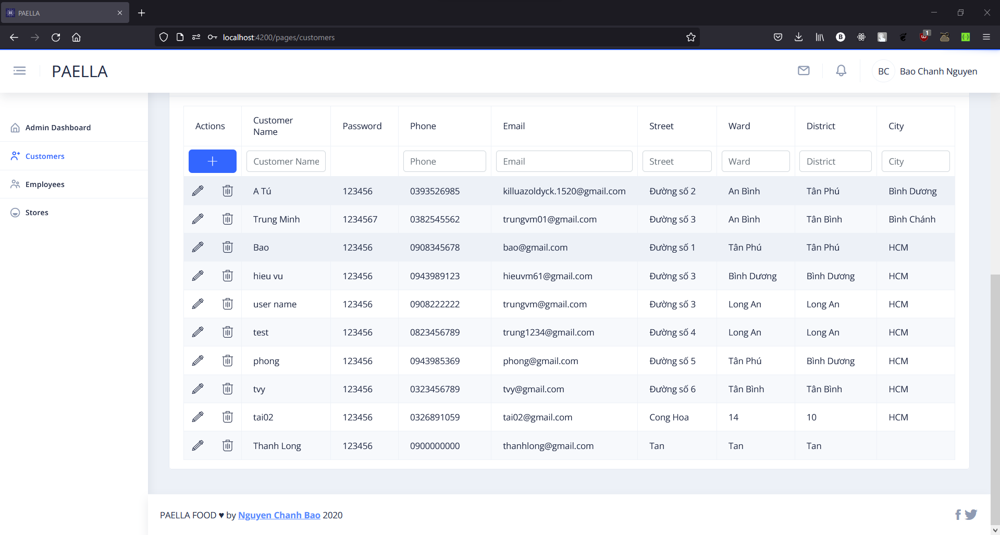 PAELLA
localhost:4200/pages/customers
1
PAELLA
BC Bao Chanh Nguyen
Admin Dashboard
Customers
Employees
Stores
Actions Customer Name Password Phone Email Street Ward District City
Customer Name Phone Email Street Ward District City
A Tú 123456 0393526985 killuazoldyck.1520@gmail.com Đường số 2 An Bình Tân Phú Bình Dương
Trung Minh 1234567 0382545562 trungvm01@gmail.com Đường số 3 An Bình Tân Bình Bình Chánh
Bao 123456 0908345678 bao@gmail.com Đường số 1 Tân Phú Tân Phú HCM
hieu vu 123456 0943989123 hieuvm61@gmail.com Đường số 3 Bình Dương Bình Dương HCM
user name 123456 0908222222 trungvm@gmail.com Đường số 3 Long An Long An HCM
test 123456 0823456789 trung1234@gmail.com Đường số 4 Long An Long An HCM
phong 123456 0943985369 phong@gmail.com Đường số 5 Tân Phú Bình Dương HCM
tvy 123456 0323456789 tvy@gmail.com Đường số 6 Tân Bình Tân Bình HCM
tai02 123456 0326891059 tai02@gmail.com Cong Hoa 14 10 HCM
Thanh Long 123456 0900000000 thanhlong@gmail.com Tan Tan Tan
PAELLA FOOD ♥ by Nguyen Chanh Bao 2020